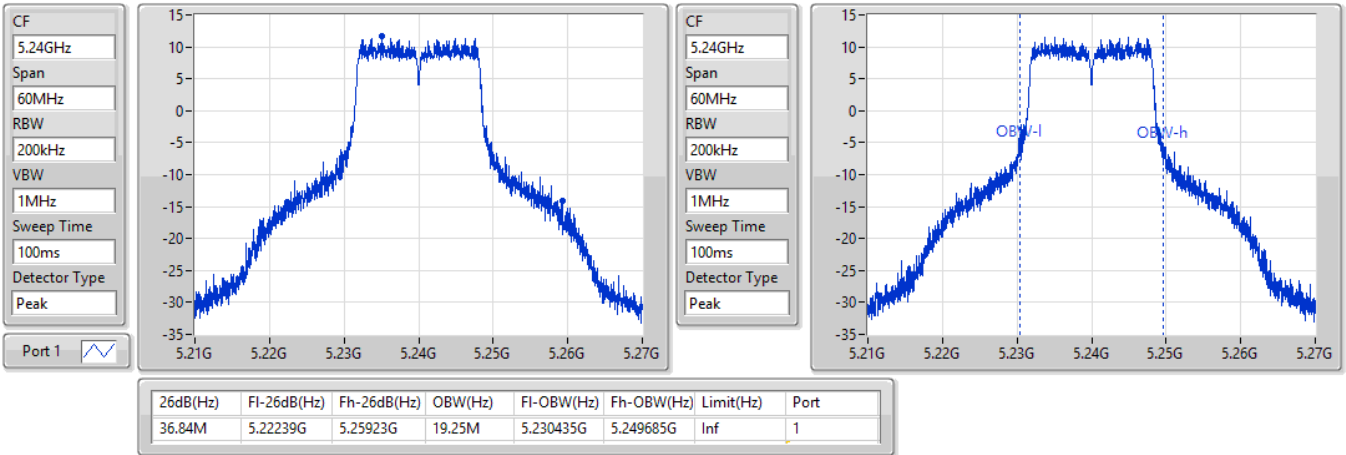 CF
5.24GHz
Span
60MHz
RBW
200kHz
VBW
1MHz
Sweep Time
100ms
Detector Type
Peak
Port 1
15-
10-
5-
0-
-5-
-10-
-15-
-20-
-25-
-30-
-35-
5.21G 5.22G 5.23G 5.24G 5.25G 5.26G 5.27G
CF
5.24GHz
Span
60MHz
RBW
200kHz
VBW
1MHz
Sweep Time
100ms
Detector Type
Peak
15-
10-
5-
0-
-5-
-10-
-15-
-20-
-25-
-30-
-35-
OBW-l OBW-h
5.21G 5.22G 5.23G 5.24G 5.25G 5.26G 5.27G
26dB(Hz) Fl-26dB(Hz) Fh-26dB(Hz) OBW(Hz) Fl-OBW(Hz) Fh-OBW(Hz) Limit(Hz) Port
36.84M 5.22239G 5.25923G 19.25M 5.230435G 5.249685G Inf 1